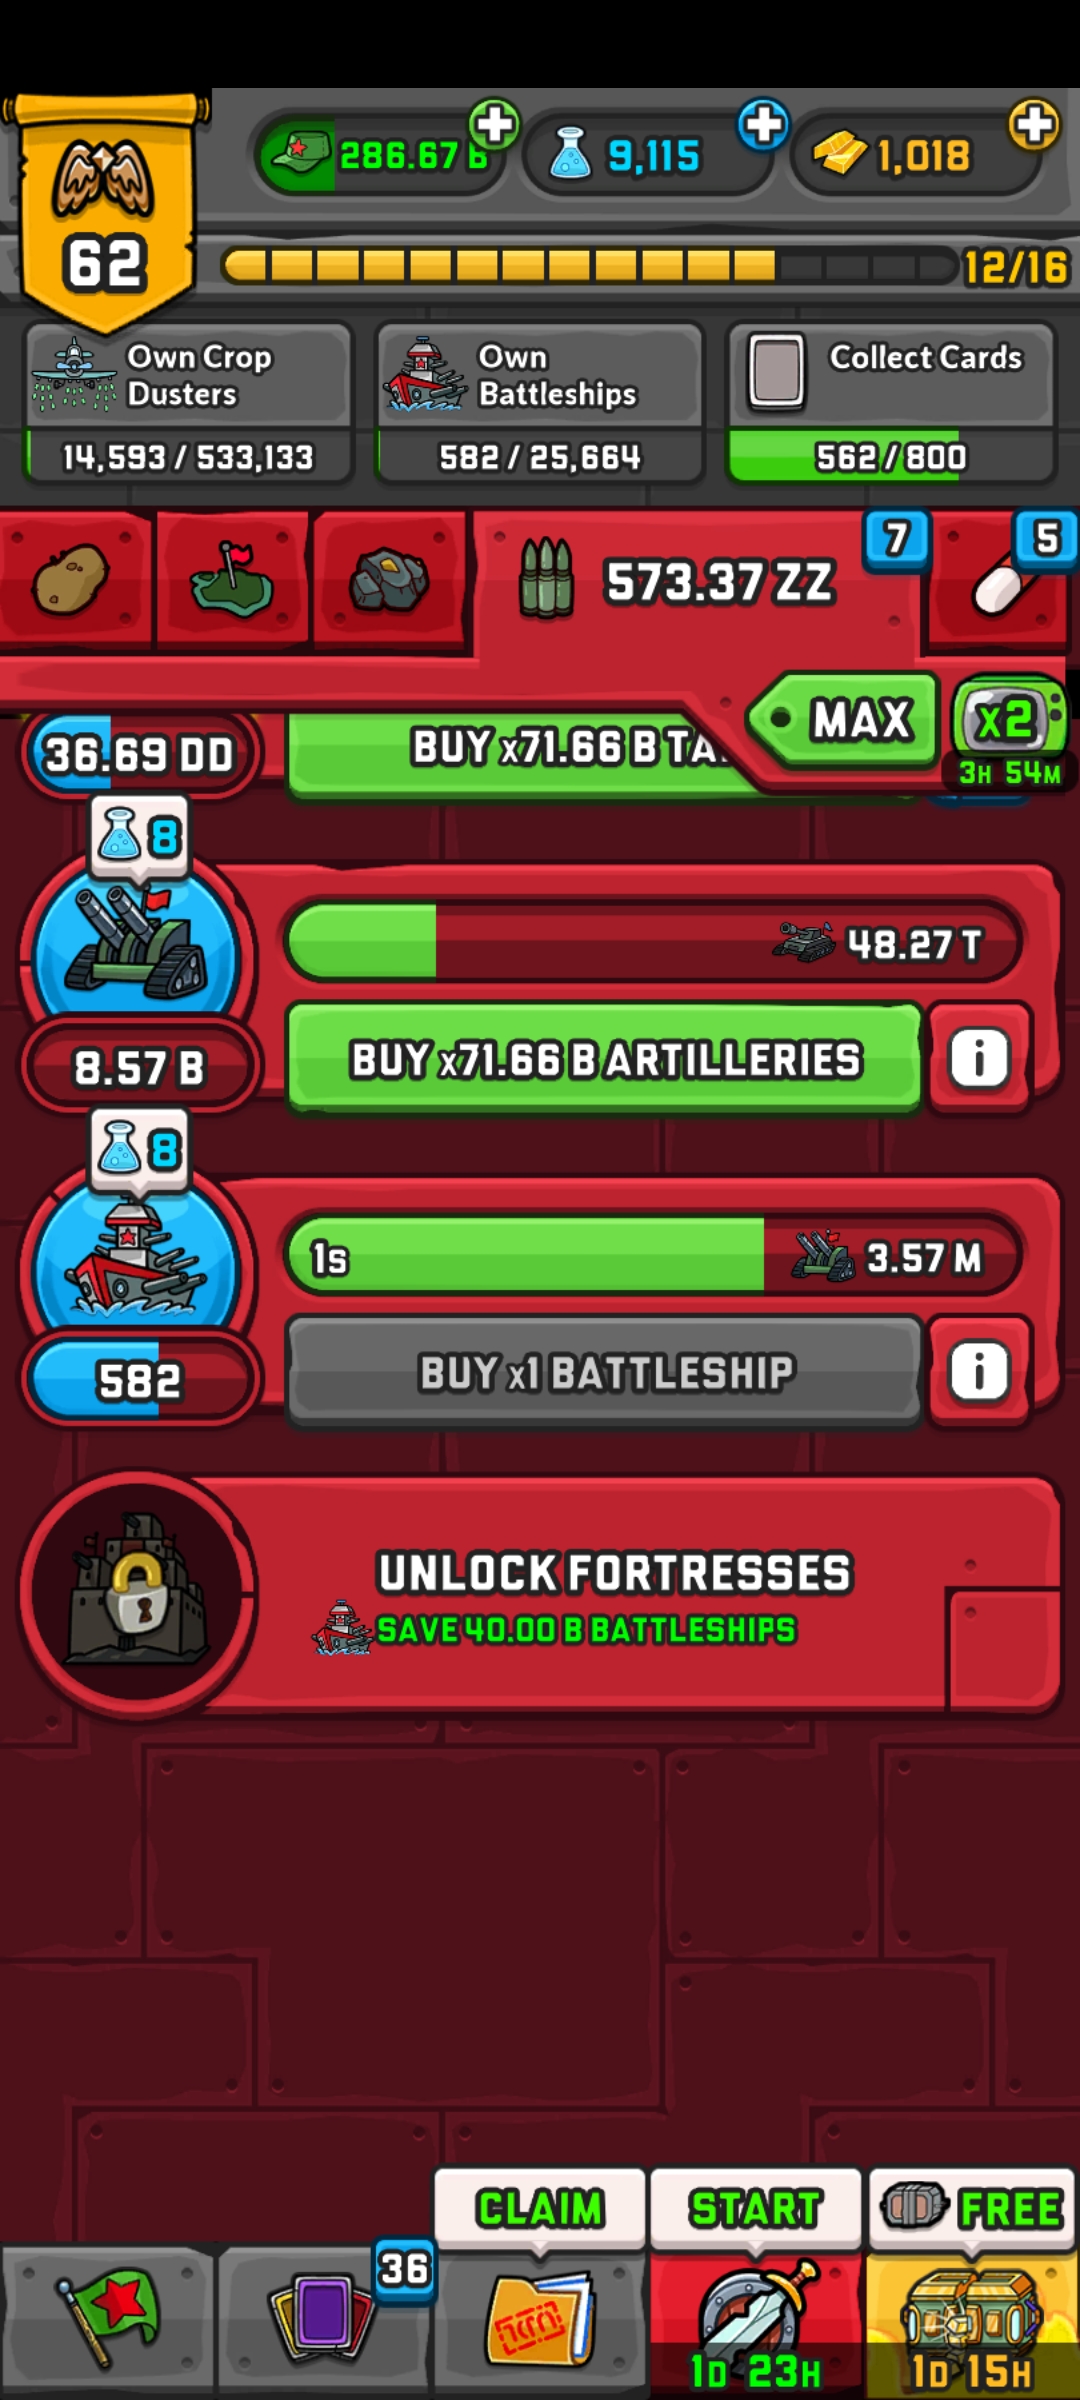 286.67 B
9,115
1,018
62
12/16
Own Crop
Dusters
14,593 / 533,133
Own
Battleships
582 / 25,664
Collect Cards
562 / 800
573.37 ZZ
7
5
MAX
x2
3H 54M
36.69 DD
BUY x71.66 B TA
8
48.27 T
8.57 B
BUY x71.66 B ARTILLERIES
i
8
1s
3.57 M
582
BUY x1 BATTLESHIP
i
UNLOCK FORTRESSES
SAVE 40.00 B BATTLESHIPS
CLAIM
START
FREE
36
1D 23H
1D 15H